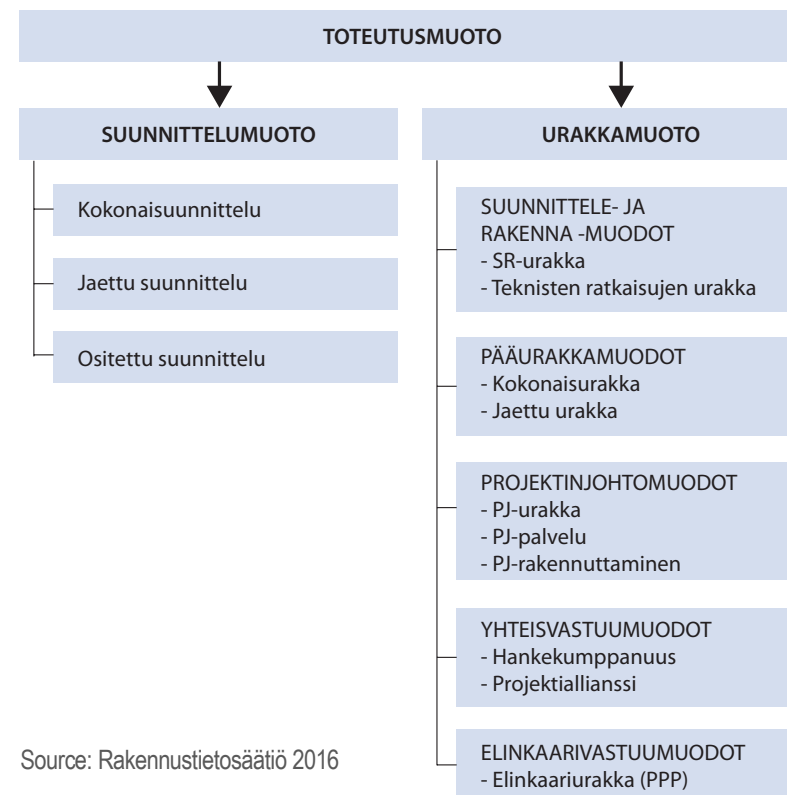 TOTEUTUSMUOTO
SUUNNITTELUMUOTO
Kokonaisuunnittelu
Jaettu suunnittelu
Ositettu suunnittelu
URAKKAMUOTO
SUUNNITTELE- JA
RAKENNA -MUODOT
- SR-urakka
- Teknisten ratkaisujen urakka
PÄÄURAKKAMUODOT
- Kokonaisurakka
- Jaettu urakka
PROJEKTINJOHTOMUODOT
- PJ-urakka
- PJ-palvelu
- PJ-rakennuttaminen
YHTEISVASTUUMUODOT
- Hankekumppanuus
- Projektiallianssi
ELINKAARIVASTUUMUODOT
- Elinkaariurakka (PPP)
Source: Rakennustietosäätiö 2016